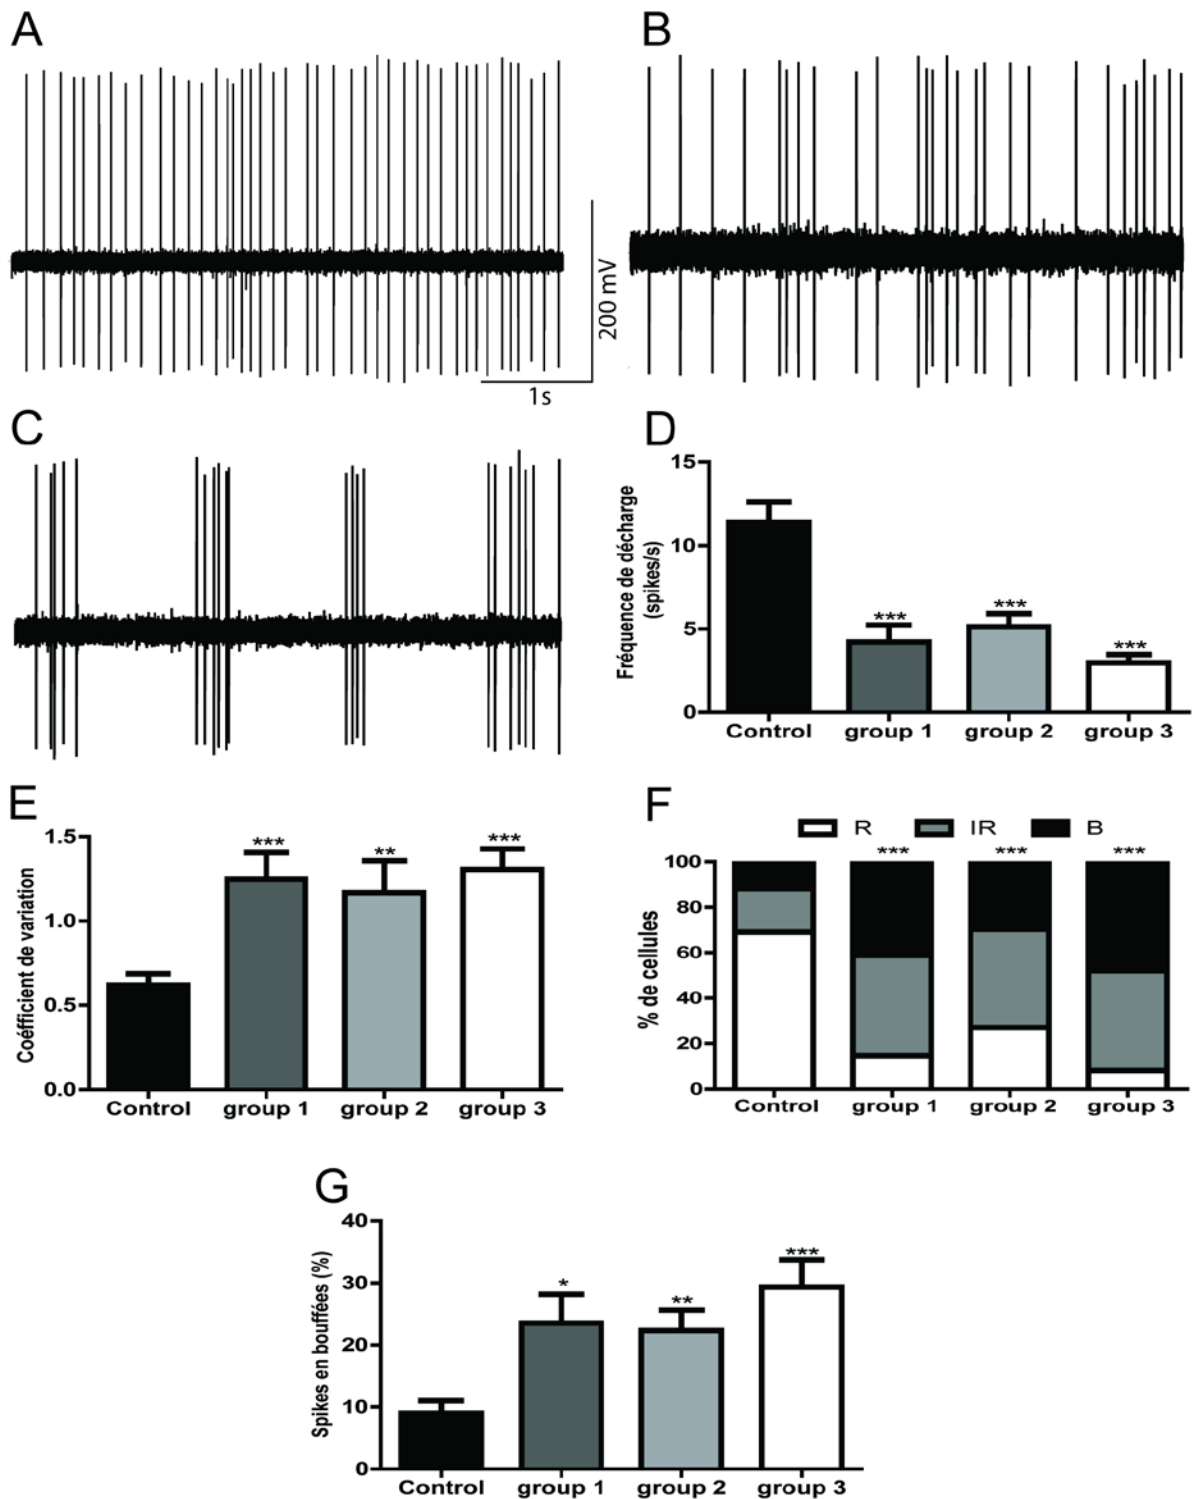 A
B
200 mV
1s
C
D
Fréquence de décharge
(spikes/s)
15
10
5
0
***
***
***
Control
group 1
group 2
group 3
E
Coéfficient de variation
1.5
1.0
0.5
0.0
***
**
***
Control
group 1
group 2
group 3
F
R
IR
B
% de cellules
100
80
60
40
20
0
***
***
***
Control
group 1
group 2
group 3
G
Spikes en bouffées (%)
40
30
20
10
0
*
**
***
Control
group 1
group 2
group 3